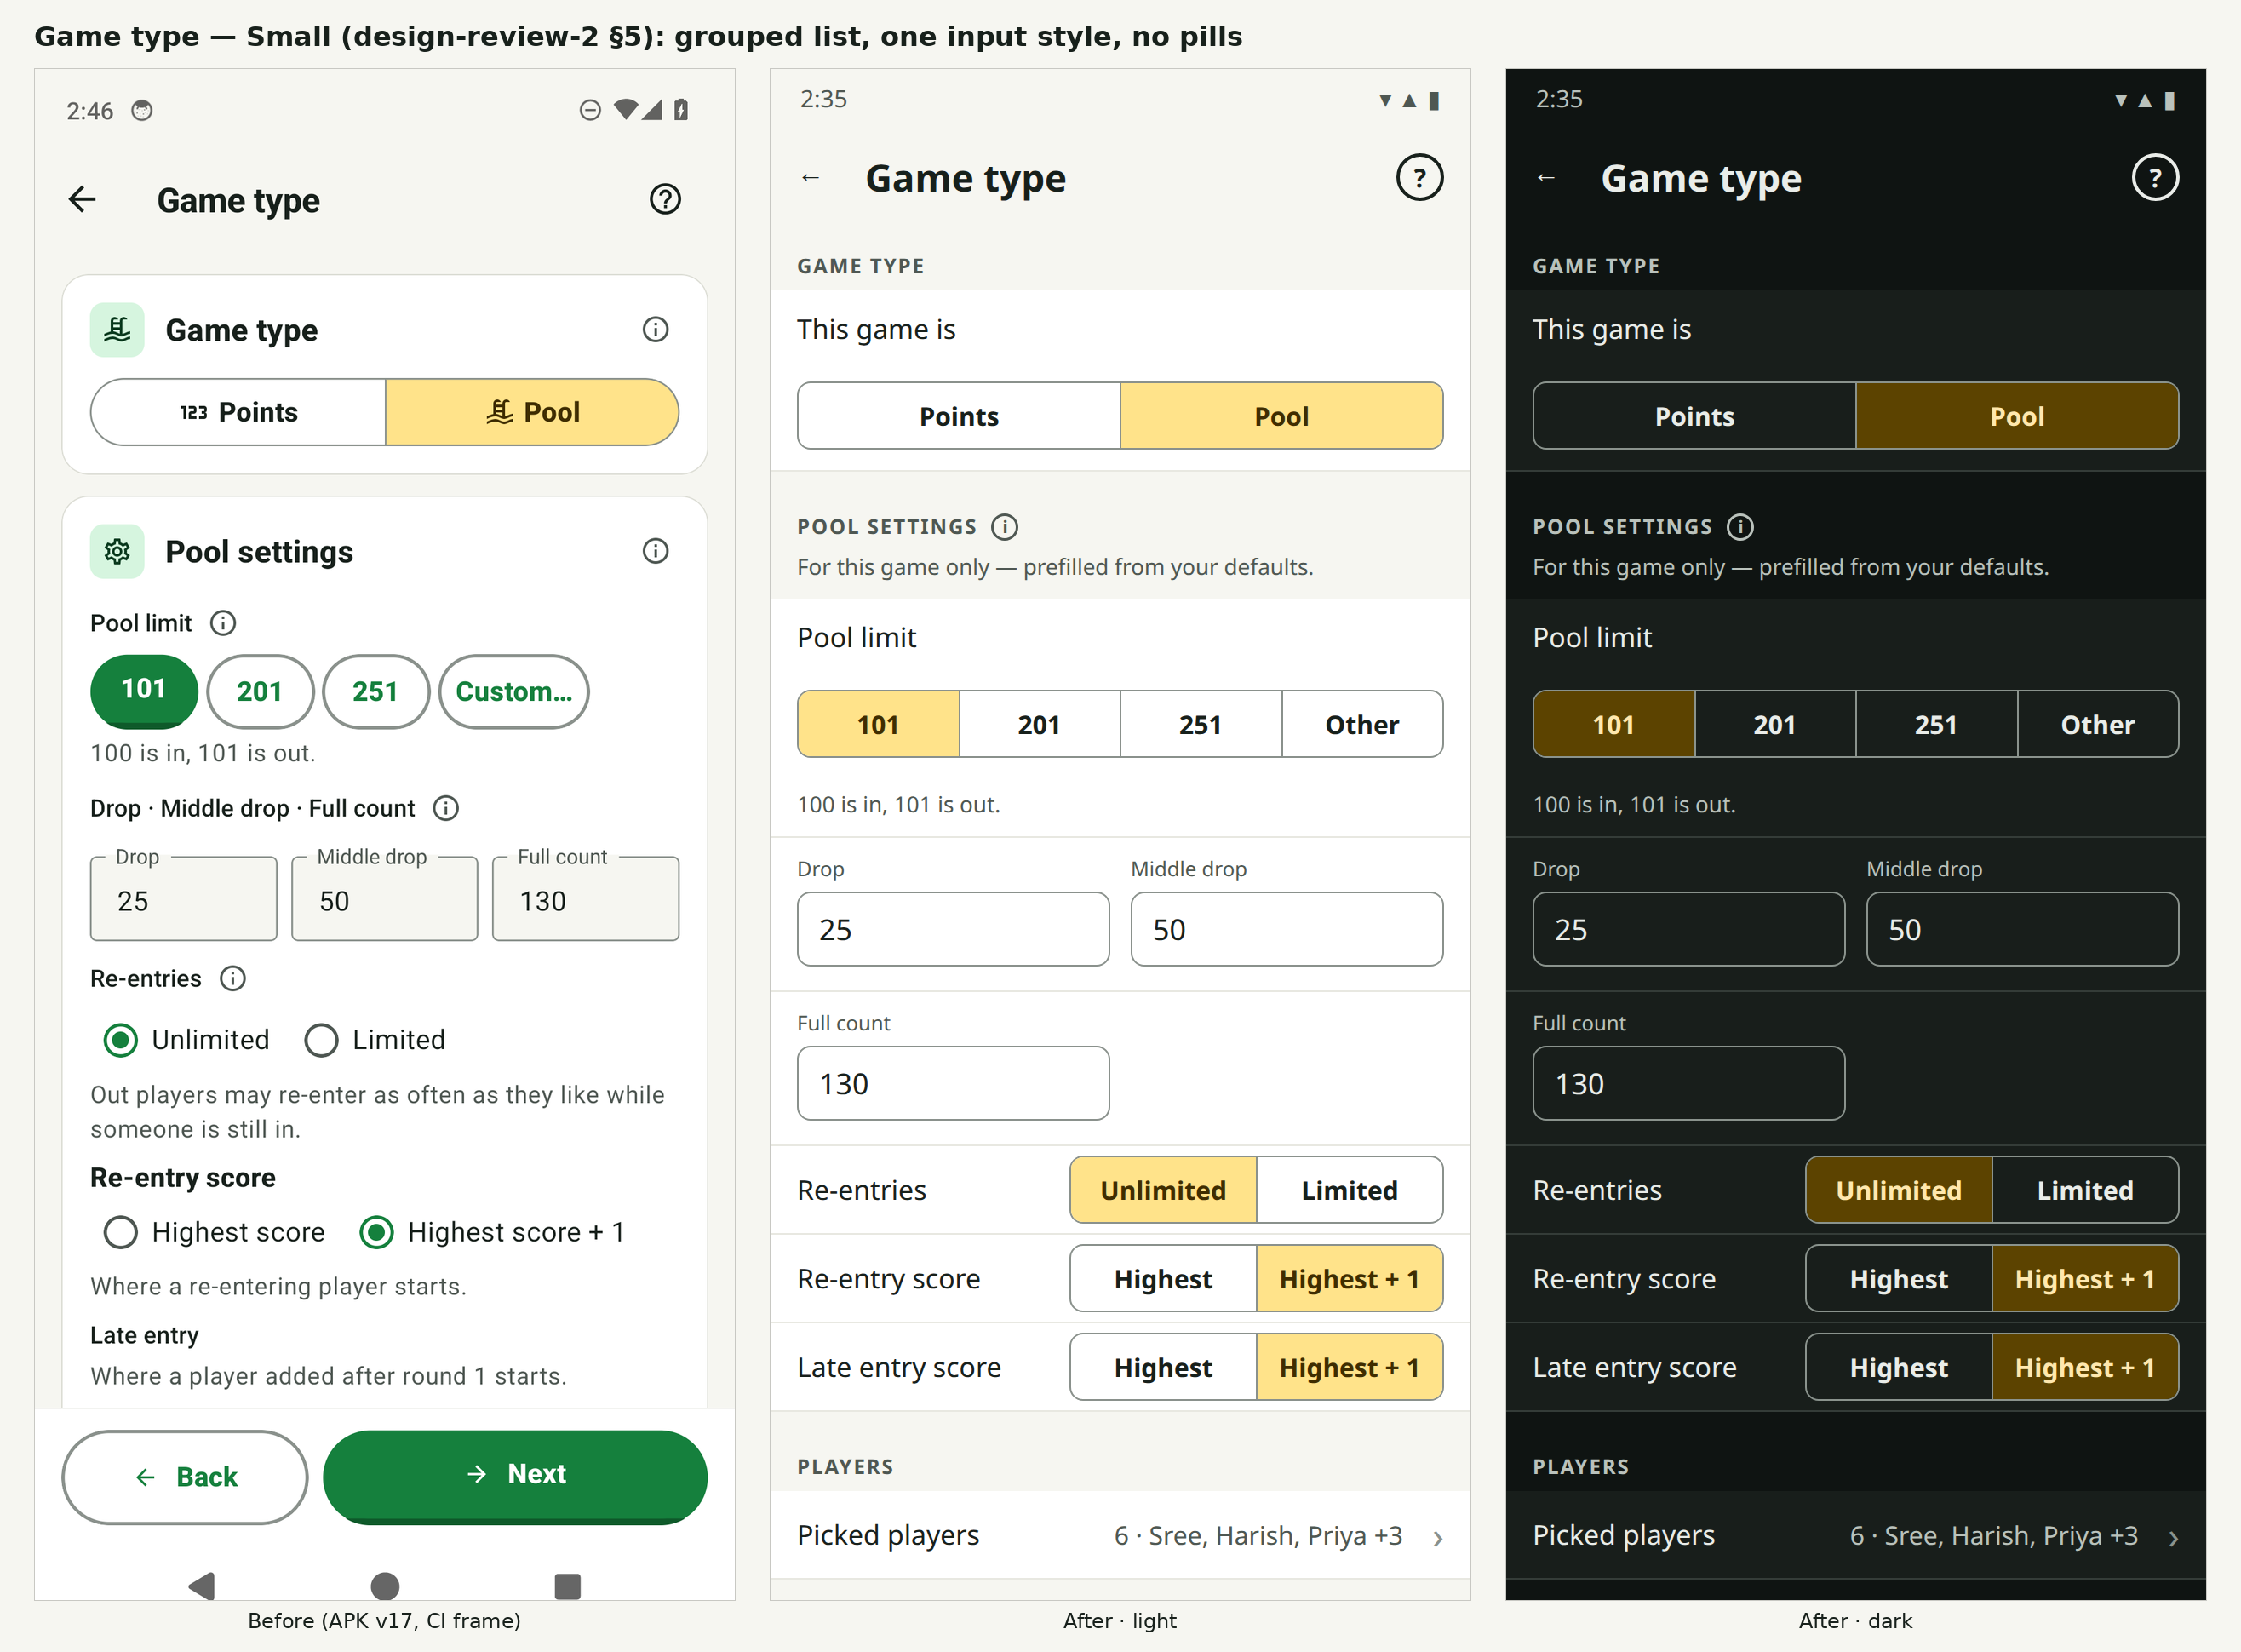 Game type — Small (design-review-2 §5): grouped list, one input style, no pills
2:46
Game type
Game type
123 Points
Pool
Pool settings
Pool limit
101
201
251
Custom…
100 is in, 101 is out.
Drop · Middle drop · Full count
Drop
Middle drop
Full count
25
50
130
Re-entries
Unlimited
Limited
Out players may re-enter as often as they like while
someone is still in.
Re-entry score
Highest score
Highest score + 1
Where a re-entering player starts.
Late entry
Where a player added after round 1 starts.
Back
Next
Before (APK v17, CI frame)
2:35
Game type
?
GAME TYPE
This game is
Points
Pool
POOL SETTINGS
For this game only — prefilled from your defaults.
Pool limit
101
201
251
Other
100 is in, 101 is out.
Drop
Middle drop
25
50
Full count
130
Re-entries
Unlimited
Limited
Re-entry score
Highest
Highest + 1
Late entry score
Highest
Highest + 1
PLAYERS
Picked players
6 · Sree, Harish, Priya +3
After · light
2:35
Game type
?
GAME TYPE
This game is
Points
Pool
POOL SETTINGS
For this game only — prefilled from your defaults.
Pool limit
101
201
251
Other
100 is in, 101 is out.
Drop
Middle drop
25
50
Full count
130
Re-entries
Unlimited
Limited
Re-entry score
Highest
Highest + 1
Late entry score
Highest
Highest + 1
PLAYERS
Picked players
6 · Sree, Harish, Priya +3
After · dark